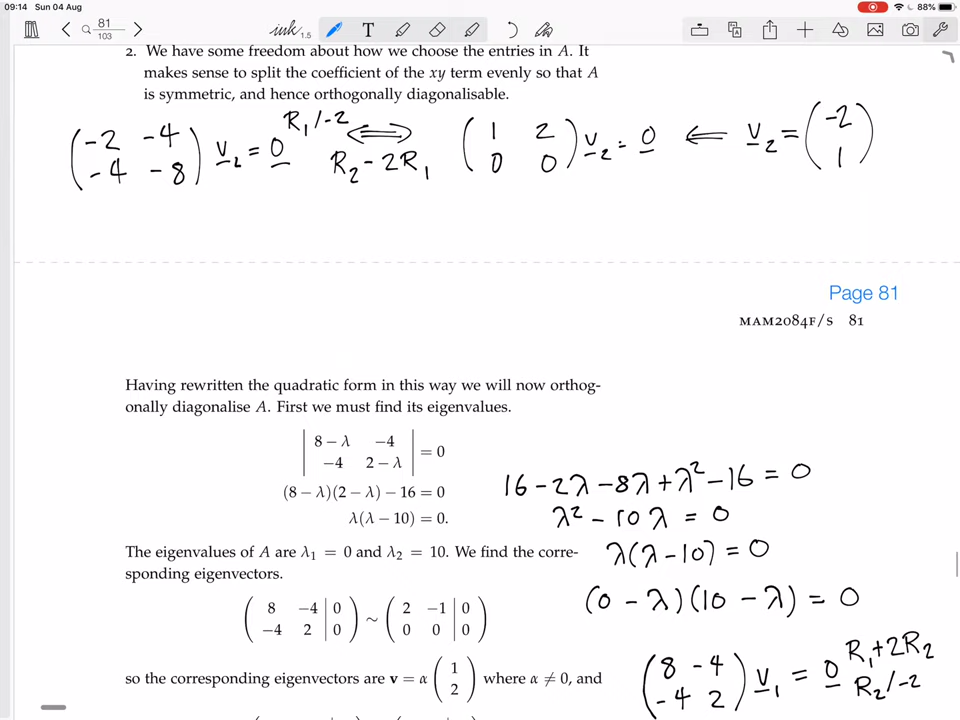 09:14 Sun 04 Aug 88%
81
103
ink 1.5 T
2. We have some freedom about how we choose the entries in A. It
makes sense to split the coefficient of the xy term evenly so that A
is symmetric, and hence orthogonally diagonalisable.
(-2 -4; -4 -8) v₂ = 0 R₁/-2 ⟺ R₂-2R₁ (1 2; 0 0) v₂ = 0 ⟸ v₂ = (-2; 1)
Page 81
MAM2084F/S 81
Having rewritten the quadratic form in this way we will now orthog-
onally diagonalise A. First we must find its eigenvalues.
| 8 − λ −4; −4 2 − λ | = 0
(8 − λ)(2 − λ) − 16 = 0
λ(λ − 10) = 0.
16 - 2λ - 8λ + λ² - 16 = 0
λ² - 10λ = 0
λ(λ-10) = 0
(0 - λ)(10 - λ) = 0
The eigenvalues of A are λ₁ = 0 and λ₂ = 10. We find the corre-
sponding eigenvectors.
(8 −4 | 0; −4 2 | 0) ∼ (2 −1 | 0; 0 0 | 0)
so the corresponding eigenvectors are v = α (1; 2) where α ≠ 0, and
(8 -4; -4 2) v₁ = 0 R₁+2R₂ R₂/-2